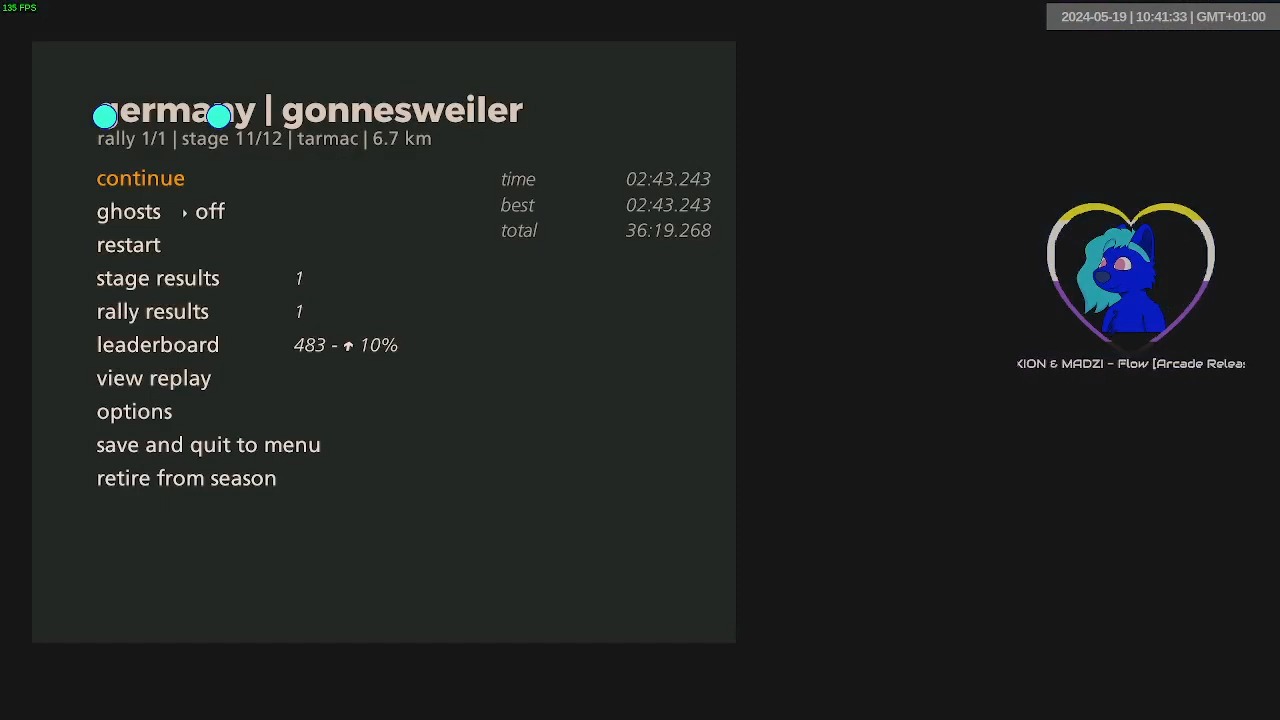 135 FPS
2024-05-19 | 10:41:33 | GMT+01:00
germany | gonnesweiler
rally 1/1 | stage 11/12 | tarmac | 6.7 km
continue
ghosts ‣ off
restart
stage results 1
rally results 1
leaderboard 483 - ↑ 10%
view replay
options
save and quit to menu
retire from season
time 02:43.243
best 02:43.243
total 36:19.268
KION & MADZI - Flow [Arcade Releas